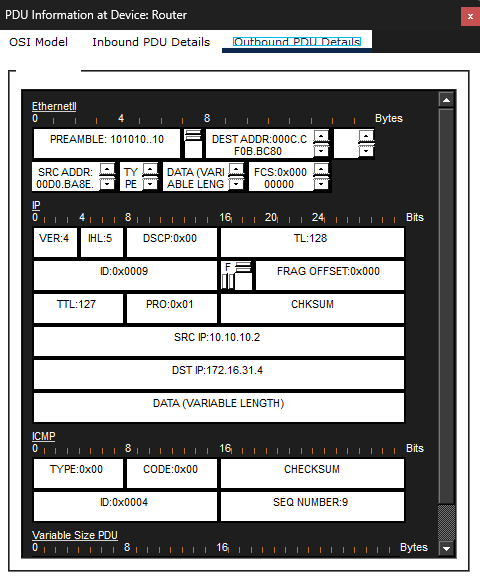 PDU Information at Device: Router
x
OSI Model Inbound PDU Details Outbound PDU Details
EthernetII
0 4 8 Bytes
PREAMBLE: 101010..10
DEST ADDR:000C.C
F0B.BC80
SRC ADDR:
00D0.BA8E.
TY
PE
DATA (VARI
ABLE LENG
FCS:0x000
00000
IP
0 4 8 16 20 24 Bits
VER:4 IHL:5 DSCP:0x00 TL:128
ID:0x0009 F FRAG OFFSET:0x000
TTL:127 PRO:0x01 CHKSUM
SRC IP:10.10.10.2
DST IP:172.16.31.4
DATA (VARIABLE LENGTH)
ICMP
0 8 16 Bits
TYPE:0x00 CODE:0x00 CHECKSUM
ID:0x0004 SEQ NUMBER:9
Variable Size PDU
0 8 16 Bytes